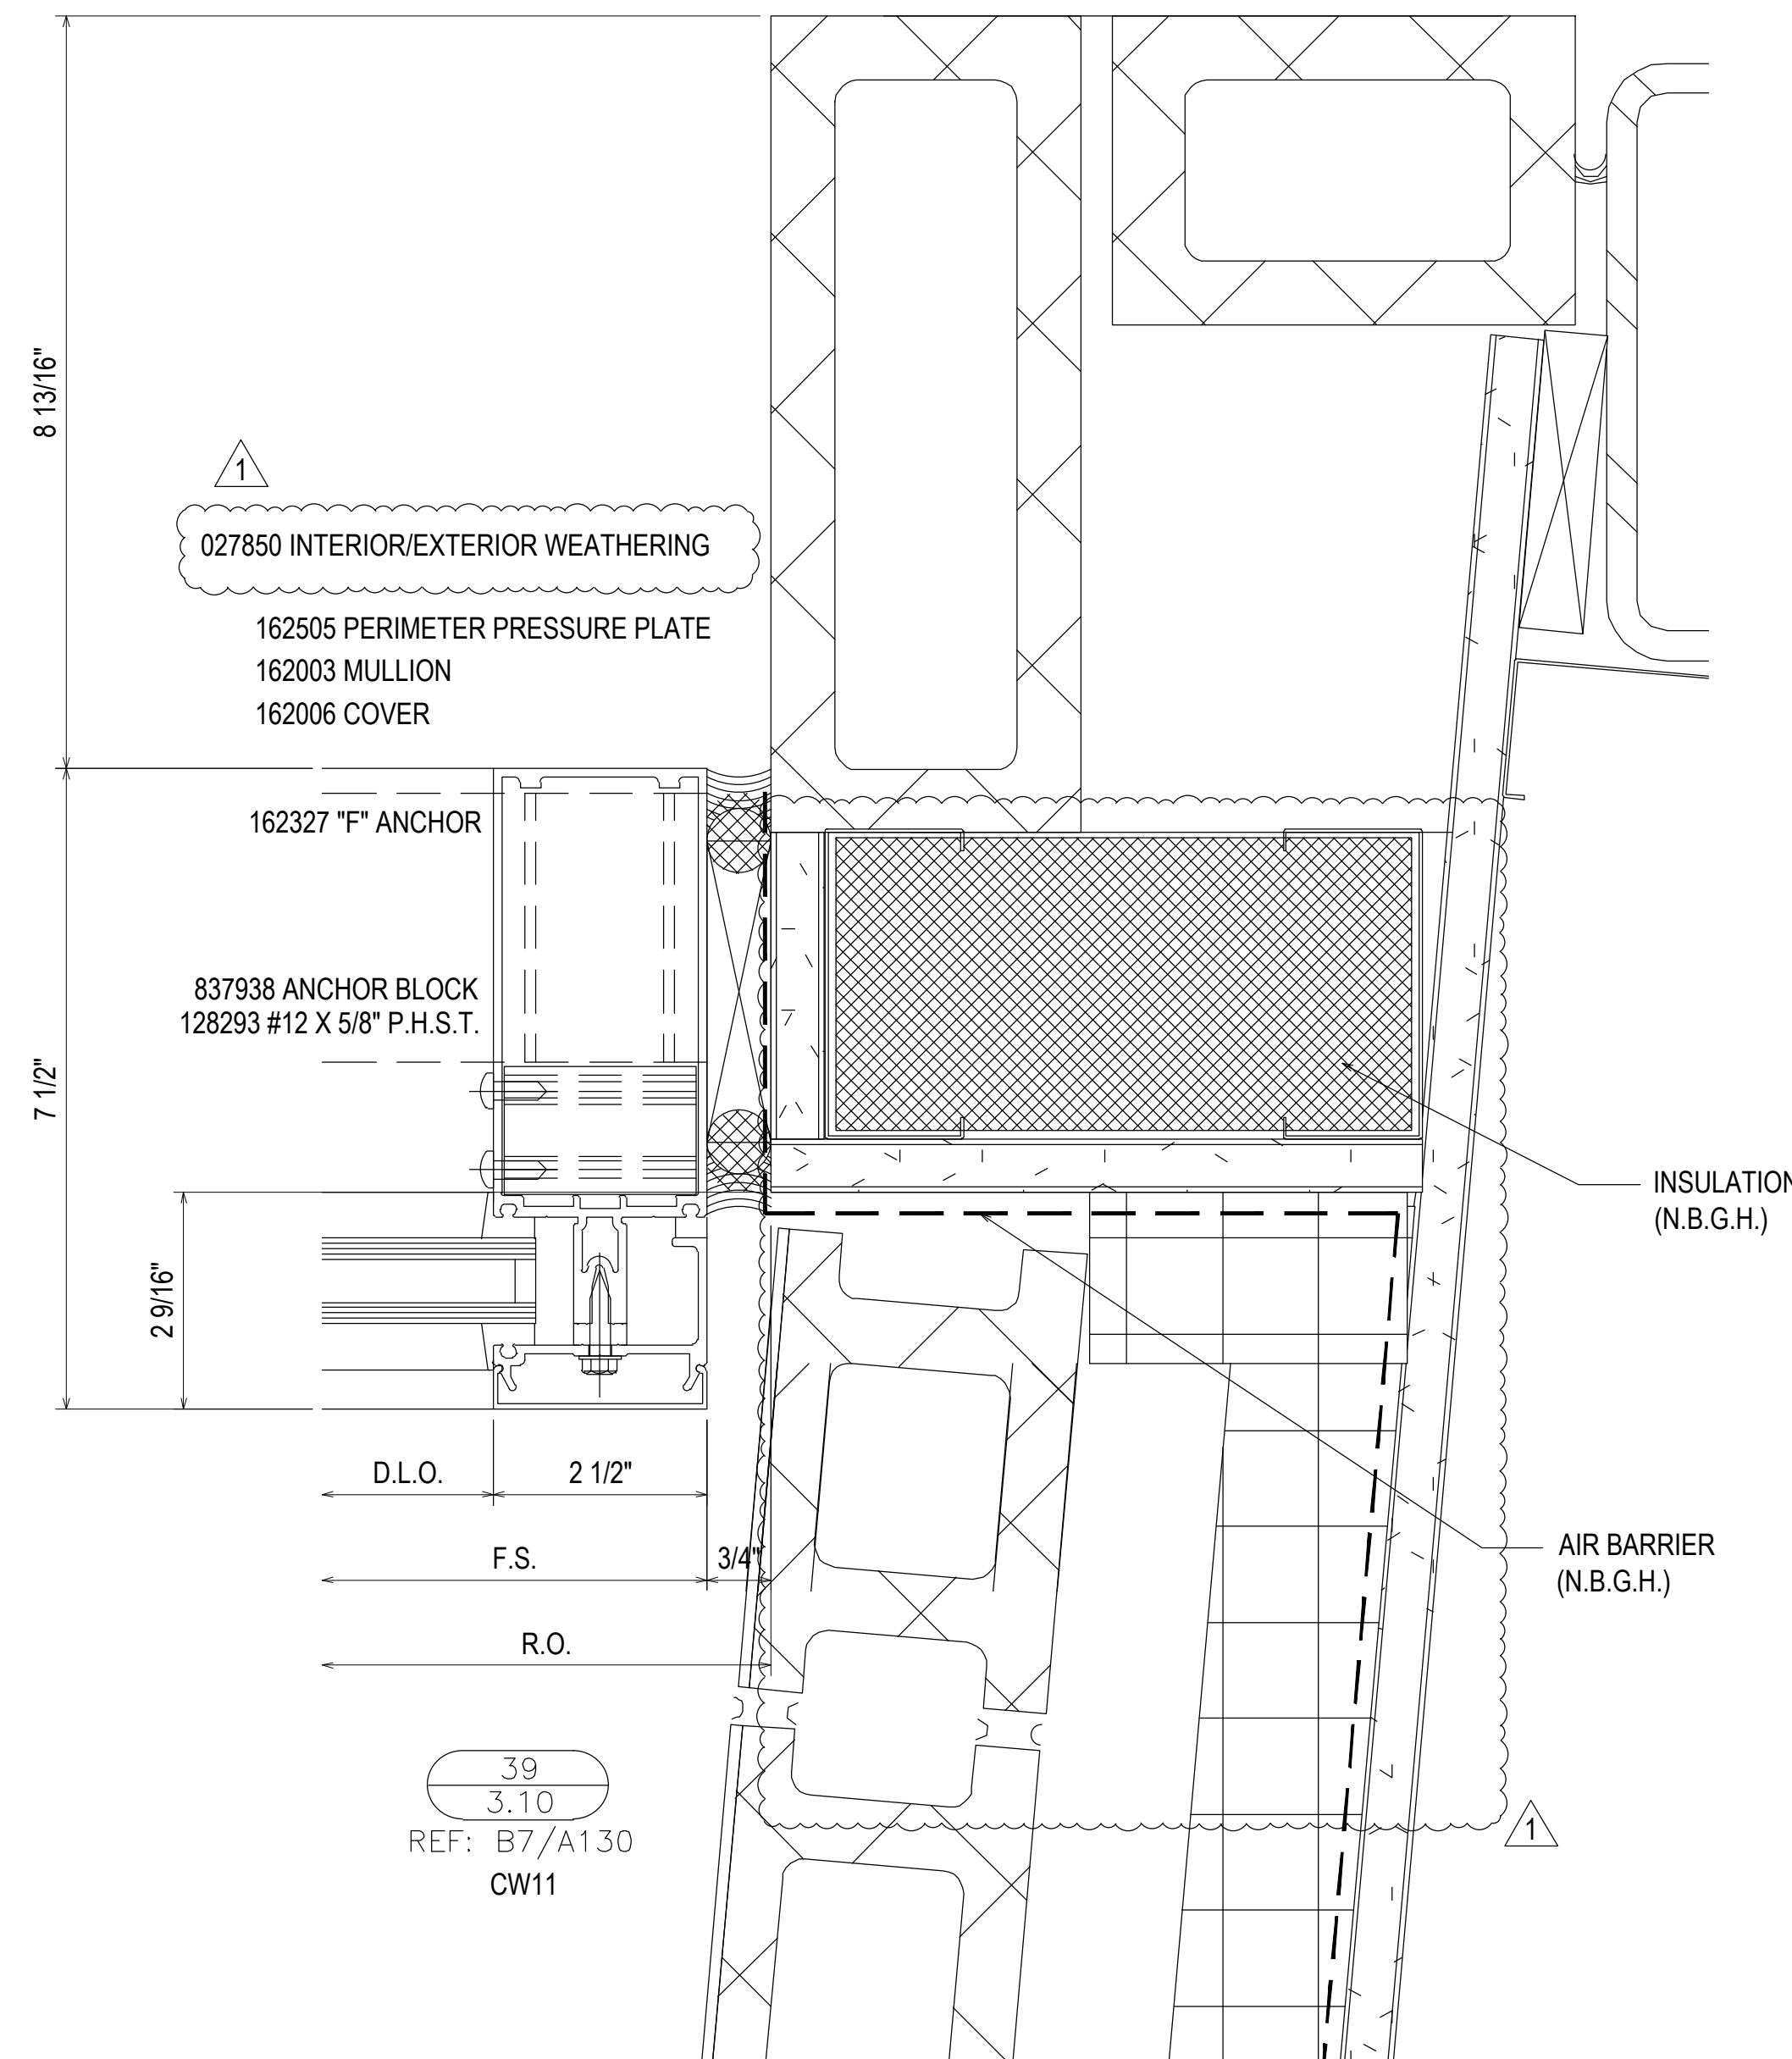 8 13/16"
1
027850 INTERIOR/EXTERIOR WEATHERING
162505 PERIMETER PRESSURE PLATE
162003 MULLION
162006 COVER
162327 "F" ANCHOR
837938 ANCHOR BLOCK
128293 #12 X 5/8" P.H.S.T.
7 1/2"
INSULATION
(N.B.G.H.)
2 9/16"
D.L.O.
2 1/2"
F.S.
3/4"
AIR BARRIER
(N.B.G.H.)
R.O.
39
3.10
REF: B7/A130
CW11
1